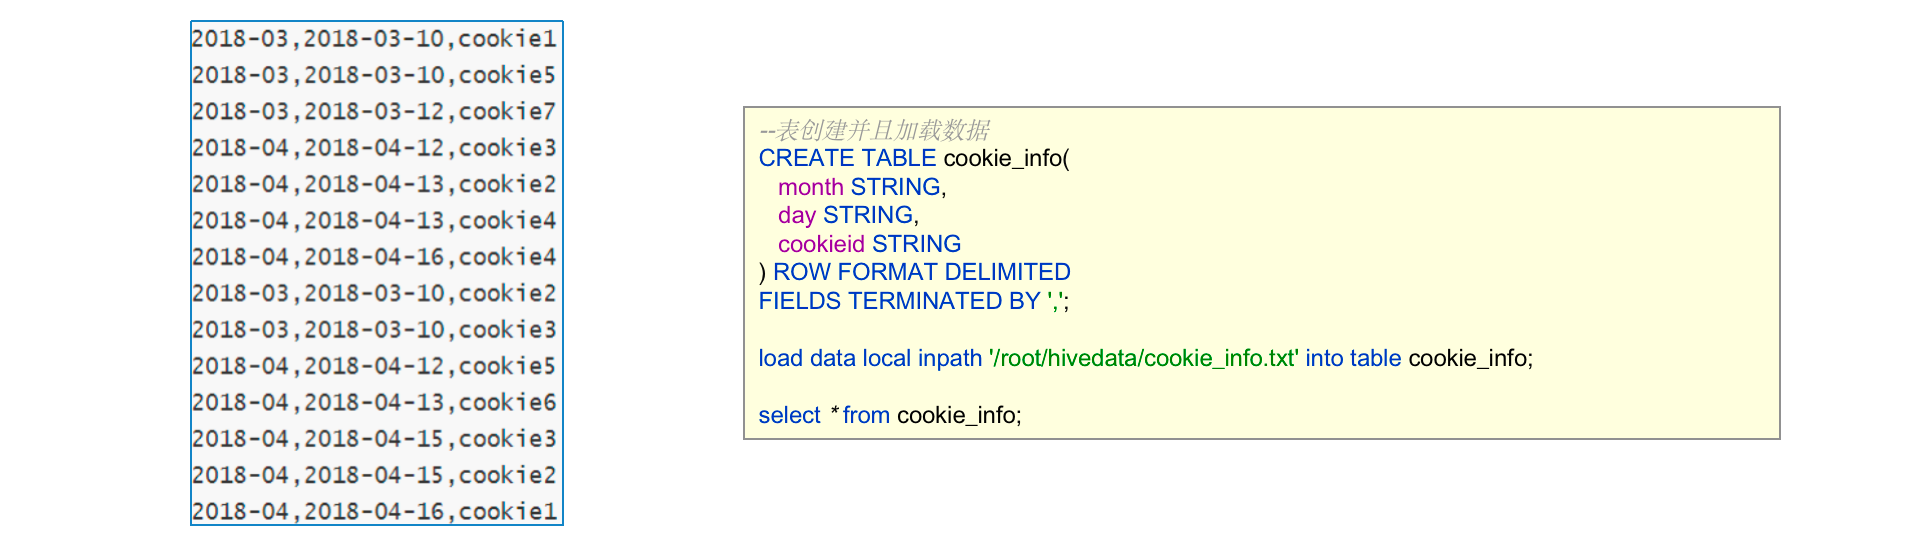 2018-03,2018-03-10,cookie1
2018-03,2018-03-10,cookie5
2018-03,2018-03-12,cookie7
2018-04,2018-04-12,cookie3
2018-04,2018-04-13,cookie2
2018-04,2018-04-13,cookie4
2018-04,2018-04-16,cookie4
2018-03,2018-03-10,cookie2
2018-03,2018-03-10,cookie3
2018-04,2018-04-12,cookie5
2018-04,2018-04-13,cookie6
2018-04,2018-04-15,cookie3
2018-04,2018-04-15,cookie2
2018-04,2018-04-16,cookie1
--表创建并且加载数据
CREATE TABLE cookie_info(
month STRING,
day STRING,
cookieid STRING
) ROW FORMAT DELIMITED
FIELDS TERMINATED BY ',';
load data local inpath '/root/hivedata/cookie_info.txt' into table cookie_info;
select * from cookie_info;